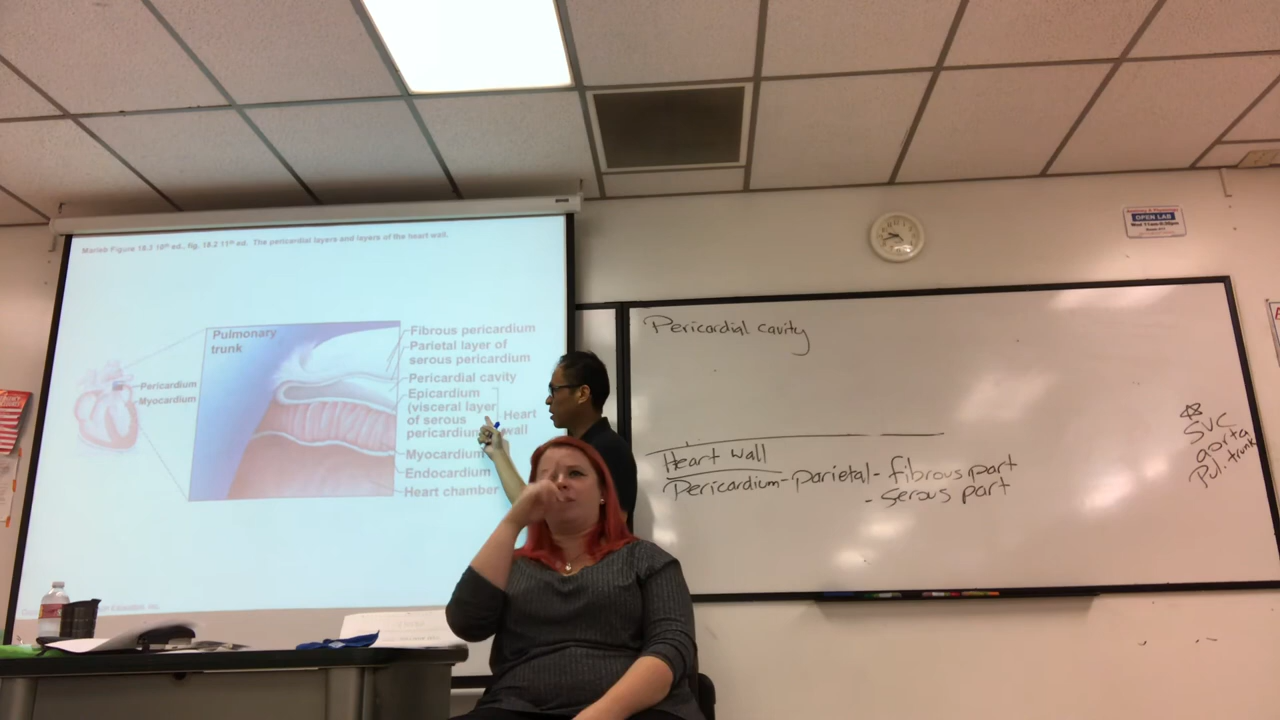 Marieb Figure 18.3 10th ed., fig. 18.2 11th ed. The pericardial layers and layers of the heart wall.
Pulmonary
trunk
Pericardium
Myocardium
Fibrous pericardium
Parietal layer of
serous pericardium
Pericardial cavity
Epicardium
(visceral layer
of serous
pericardium
Heart
wall
Myocardium
Endocardium
Heart chamber
Pericardial cavity
Heart wall
Pericardium - parietal - fibrous part
- serous part
SVC
aorta
Pul. trunk
OPEN LAB